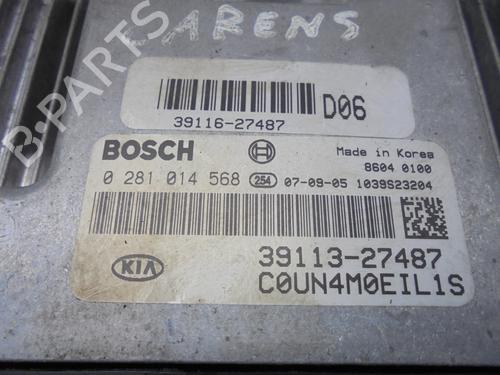 ARENS
B-PARTS
39116-27487
D06
BOSCH
Made in Korea
8604 0100
0 281 014 568 254 07-09-05 1039S23204
KIA
39113-27487
C0UN4M0EIL1S